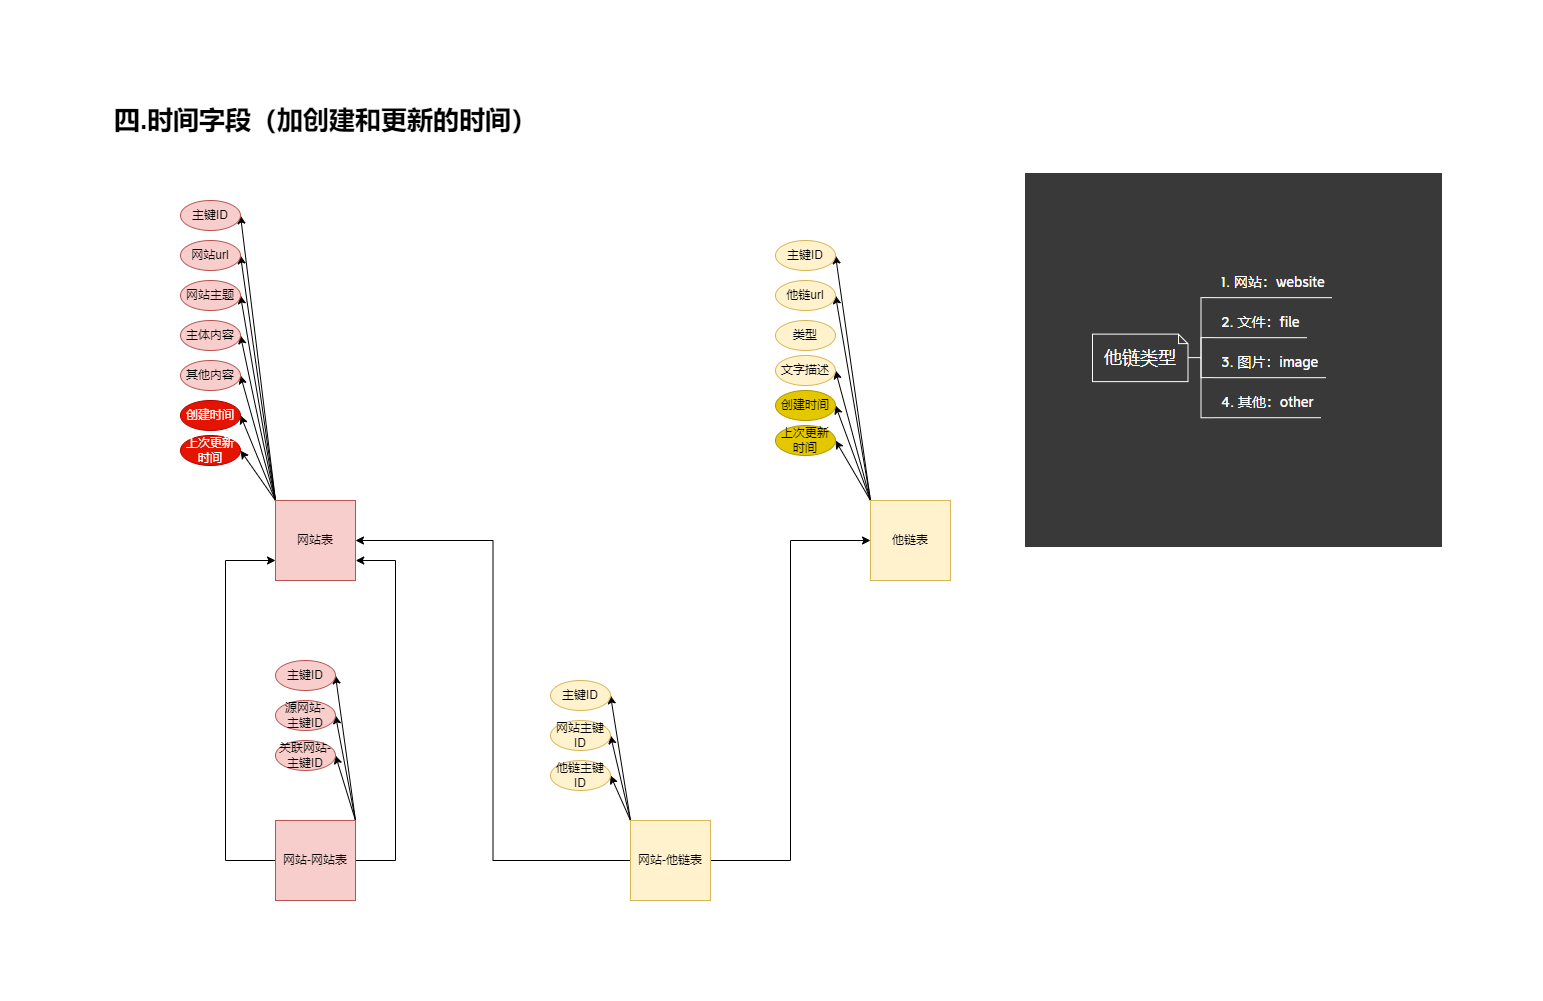 四.时间字段（加创建和更新的时间）
主键ID
网站url
网站主题
主体内容
其他内容
创建时间
上次更新
时间
网站表
主键ID
源网站-
主键ID
关联网站-
主键ID
网站-网站表
主键ID
网站主键
ID
他链主键
ID
网站-他链表
主键ID
他链url
类型
文字描述
创建时间
上次更新
时间
他链表
他链类型
1. 网站：website
2. 文件：file
3. 图片：image
4. 其他：other